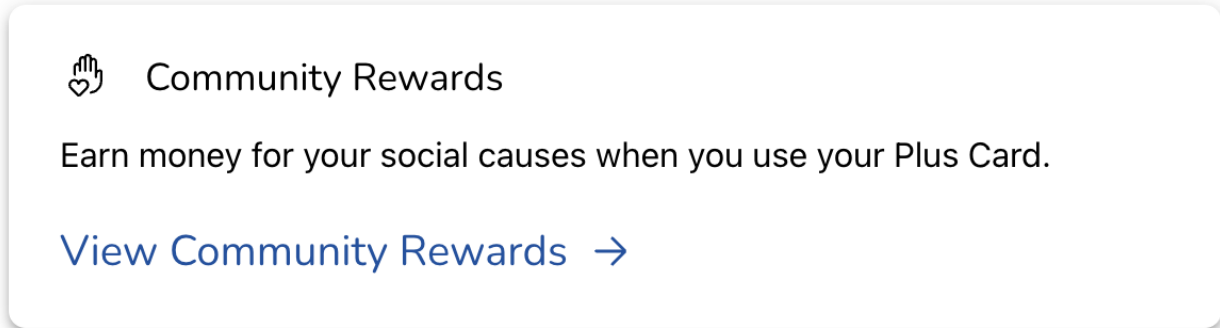 Community Rewards
Earn money for your social causes when you use your Plus Card.
View Community Rewards →